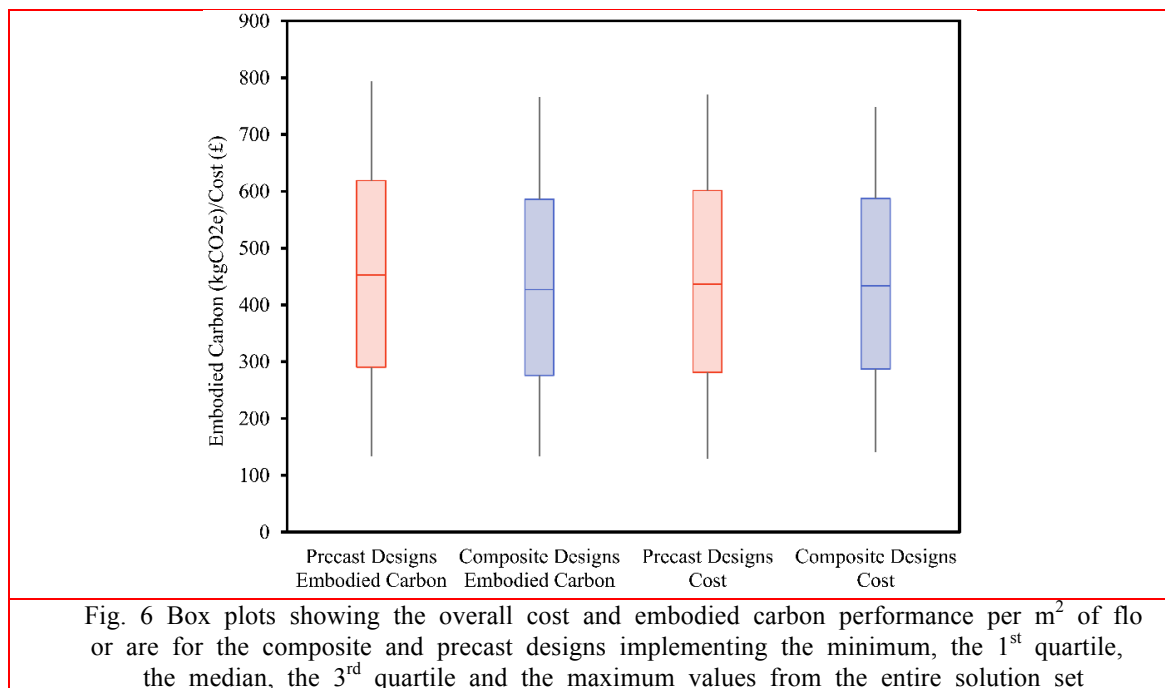 900
800
700
600
500
400
300
200
100
0
Embodied Carbon (kgCO2e)/Cost (£)
Precast Designs
Embodied Carbon
Composite Designs
Embodied Carbon
Precast Designs
Cost
Composite Designs
Cost
Fig. 6 Box plots showing the overall cost and embodied carbon performance per m² of flo
or are for the composite and precast designs implementing the minimum, the 1st quartile,
the median, the 3rd quartile and the maximum values from the entire solution set